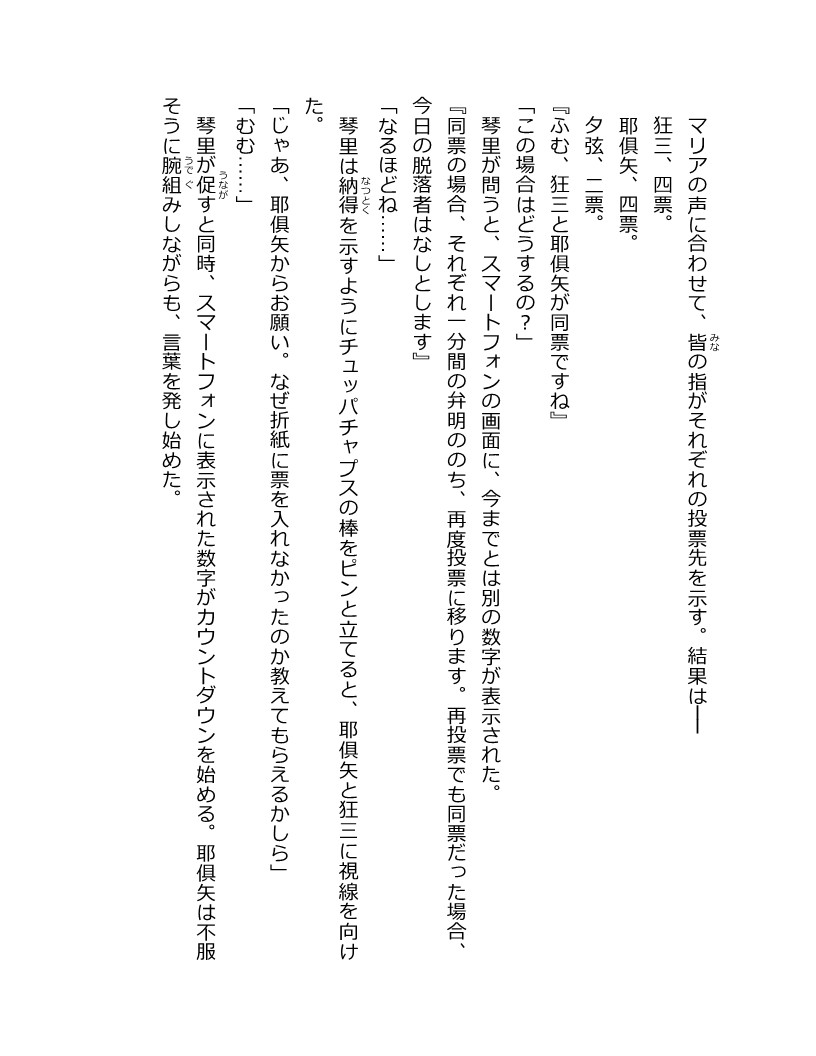 マリアの声に合わせて、皆の指がそれぞれの投票先を示す。結果は――
狂三、四票。
耶倶矢、四票。
夕弦、二票。
『ふむ、狂三と耶倶矢が同票ですね』
「この場合はどうするの？」
琴里が問うと、スマートフォンの画面に、今までとは別の数字が表示された。
『同票の場合、それぞれ一分間の弁明ののち、再度投票に移ります。再投票でも同票だった場合、
今日の脱落者はなしとします』
「なるほどね……」
琴里は納得を示すようにチュッパチャプスの棒をピンと立てると、耶倶矢と狂三に視線を向け
た。
「じゃあ、耶倶矢からお願い。なぜ折紙に票を入れなかったのか教えてもらえるかしら」
「むむ……」
琴里が促すと同時、スマートフォンに表示された数字がカウントダウンを始める。耶倶矢は不服
そうに腕組みしながらも、言葉を発し始めた。